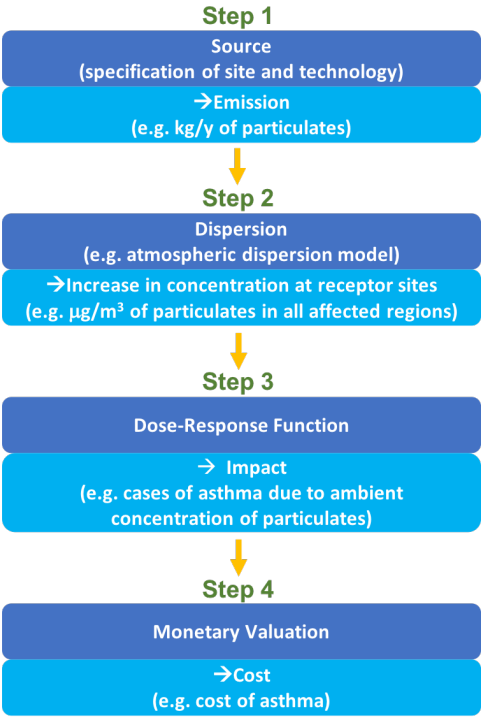 Step 1
Source
(specification of site and technology)
→Emission
(e.g. kg/y of particulates)
Step 2
Dispersion
(e.g. atmospheric dispersion model)
→Increase in concentration at receptor sites
(e.g. µg/m³ of particulates in all affected regions)
Step 3
Dose-Response Function
→ Impact
(e.g. cases of asthma due to ambient
concentration of particulates)
Step 4
Monetary Valuation
→Cost
(e.g. cost of asthma)